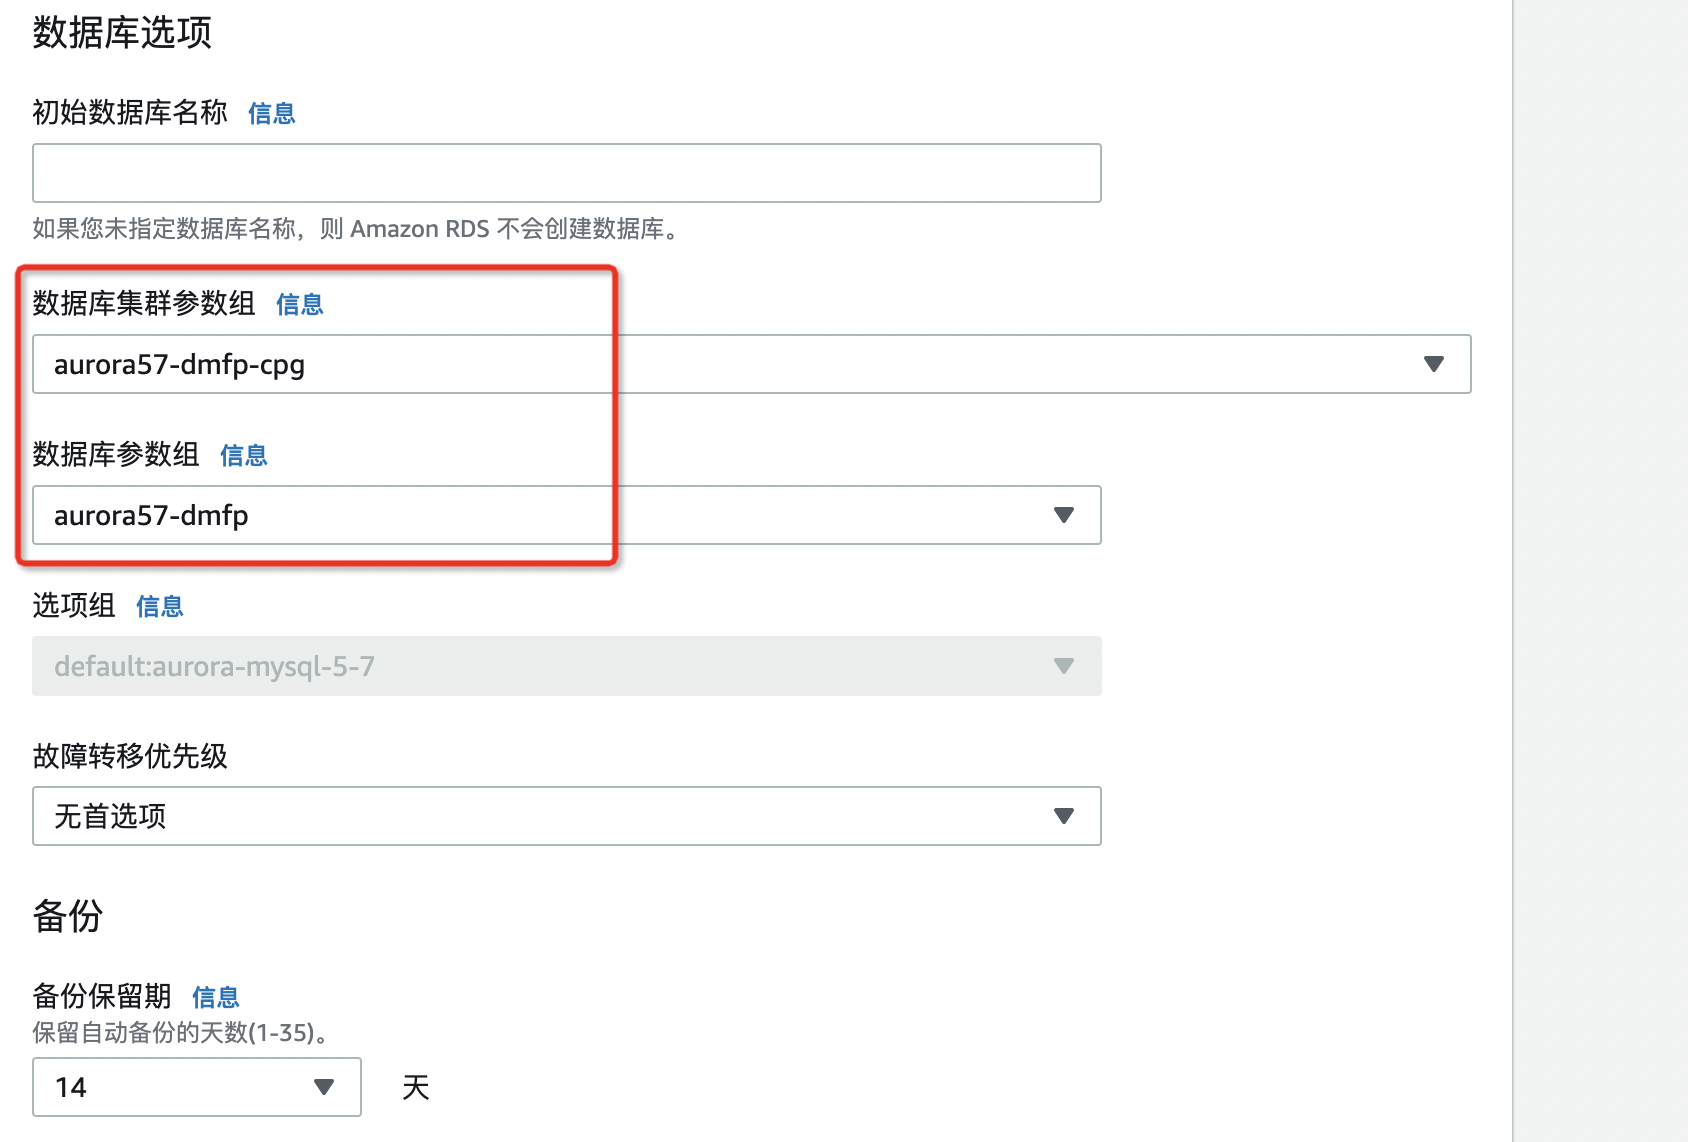 数据库选项
初始数据库名称 信息
如果您未指定数据库名称，则 Amazon RDS 不会创建数据库。
数据库集群参数组 信息
aurora57-dmfp-cpg
数据库参数组 信息
aurora57-dmfp
选项组 信息
default:aurora-mysql-5-7
故障转移优先级
无首选项
备份
备份保留期 信息
保留自动备份的天数(1-35)。
14 天